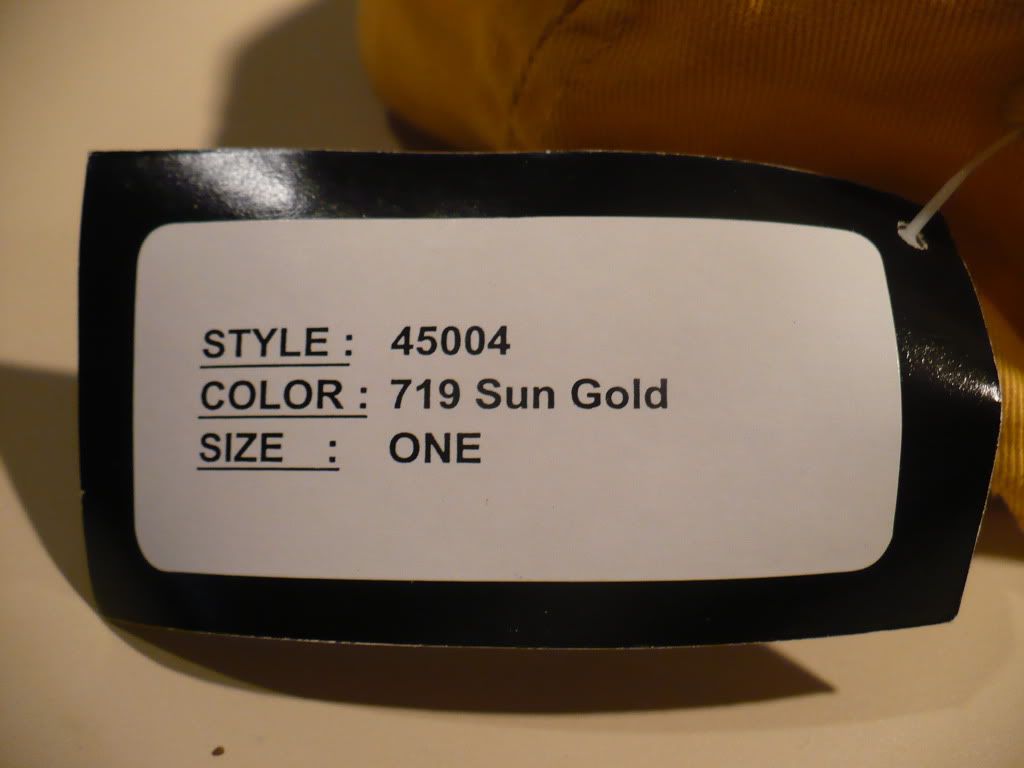 STYLE : 45004
COLOR : 719 Sun Gold
SIZE : ONE